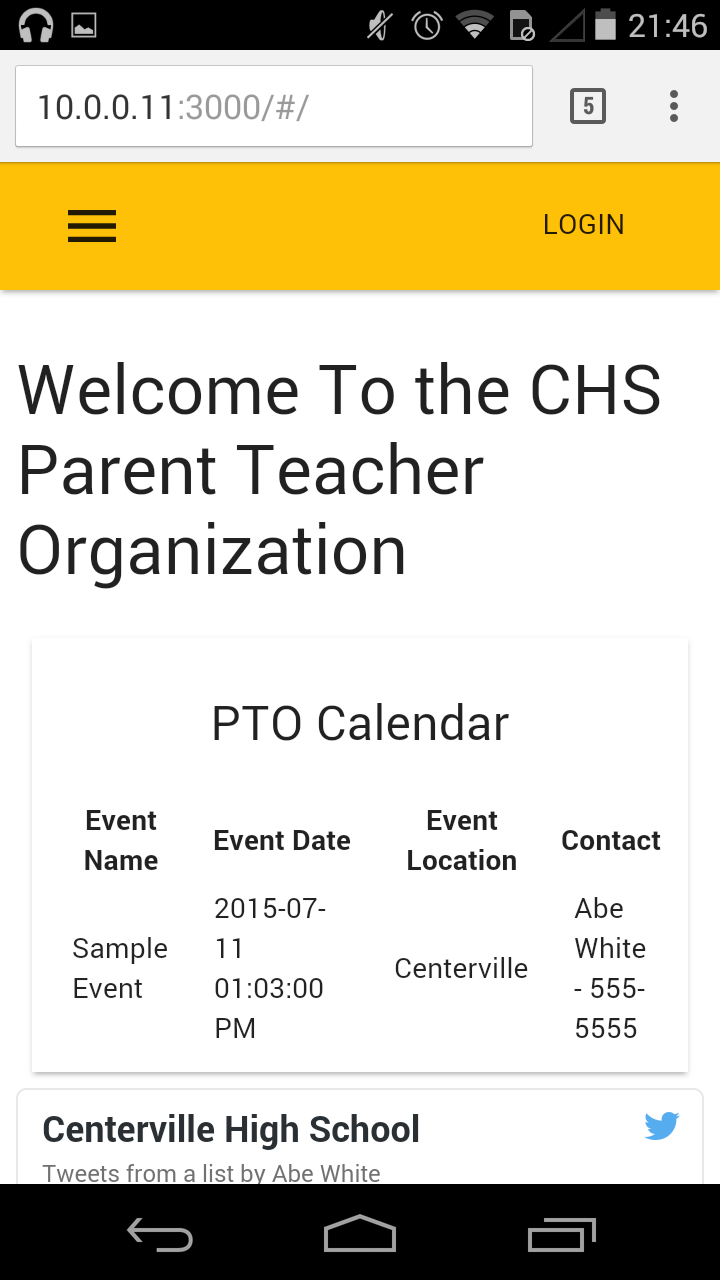 21:46
10.0.0.11:3000/#/
5
LOGIN
Welcome To the CHS
Parent Teacher
Organization
PTO Calendar
Event Name
Event Date
Event Location
Contact
Sample Event
2015-07-11 01:03:00 PM
Centerville
Abe White - 555-5555
Centerville High School
Tweets from a list by Abe White